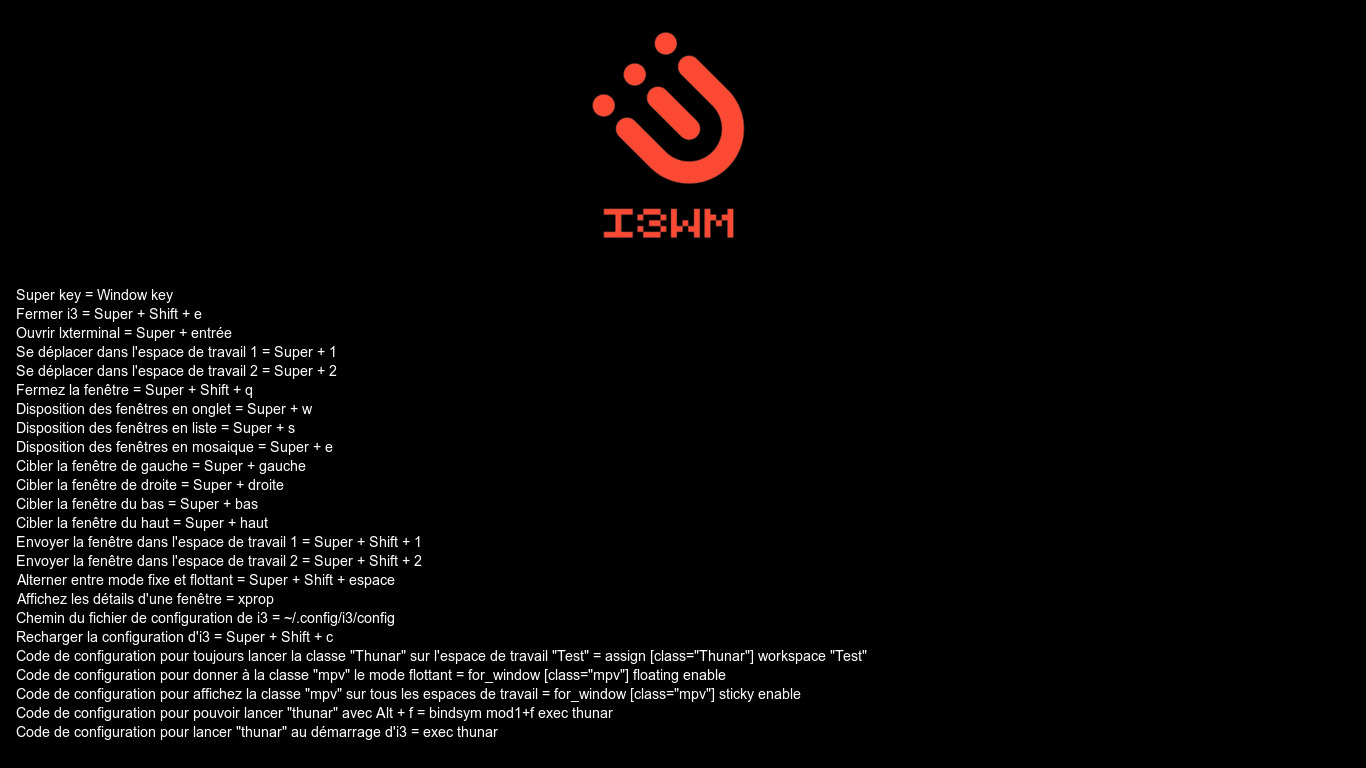 I3WM
Super key = Window key
Fermer i3 = Super + Shift + e
Ouvrir lxterminal = Super + entrée
Se déplacer dans l'espace de travail 1 = Super + 1
Se déplacer dans l'espace de travail 2 = Super + 2
Fermez la fenêtre = Super + Shift + q
Disposition des fenêtres en onglet = Super + w
Disposition des fenêtres en liste = Super + s
Disposition des fenêtres en mosaique = Super + e
Cibler la fenêtre de gauche = Super + gauche
Cibler la fenêtre de droite = Super + droite
Cibler la fenêtre du bas = Super + bas
Cibler la fenêtre du haut = Super + haut
Envoyer la fenêtre dans l'espace de travail 1 = Super + Shift + 1
Envoyer la fenêtre dans l'espace de travail 2 = Super + Shift + 2
Alterner entre mode fixe et flottant = Super + Shift + espace
Affichez les détails d'une fenêtre = xprop
Chemin du fichier de configuration de i3 = ~/.config/i3/config
Recharger la configuration d'i3 = Super + Shift + c
Code de configuration pour toujours lancer la classe "Thunar" sur l'espace de travail "Test" = assign [class="Thunar"] workspace "Test"
Code de configuration pour donner à la classe "mpv" le mode flottant = for_window [class="mpv"] floating enable
Code de configuration pour affichez la classe "mpv" sur tous les espaces de travail = for_window [class="mpv"] sticky enable
Code de configuration pour pouvoir lancer "thunar" avec Alt + f = bindsym mod1+f exec thunar
Code de configuration pour lancer "thunar" au démarrage d'i3 = exec thunar